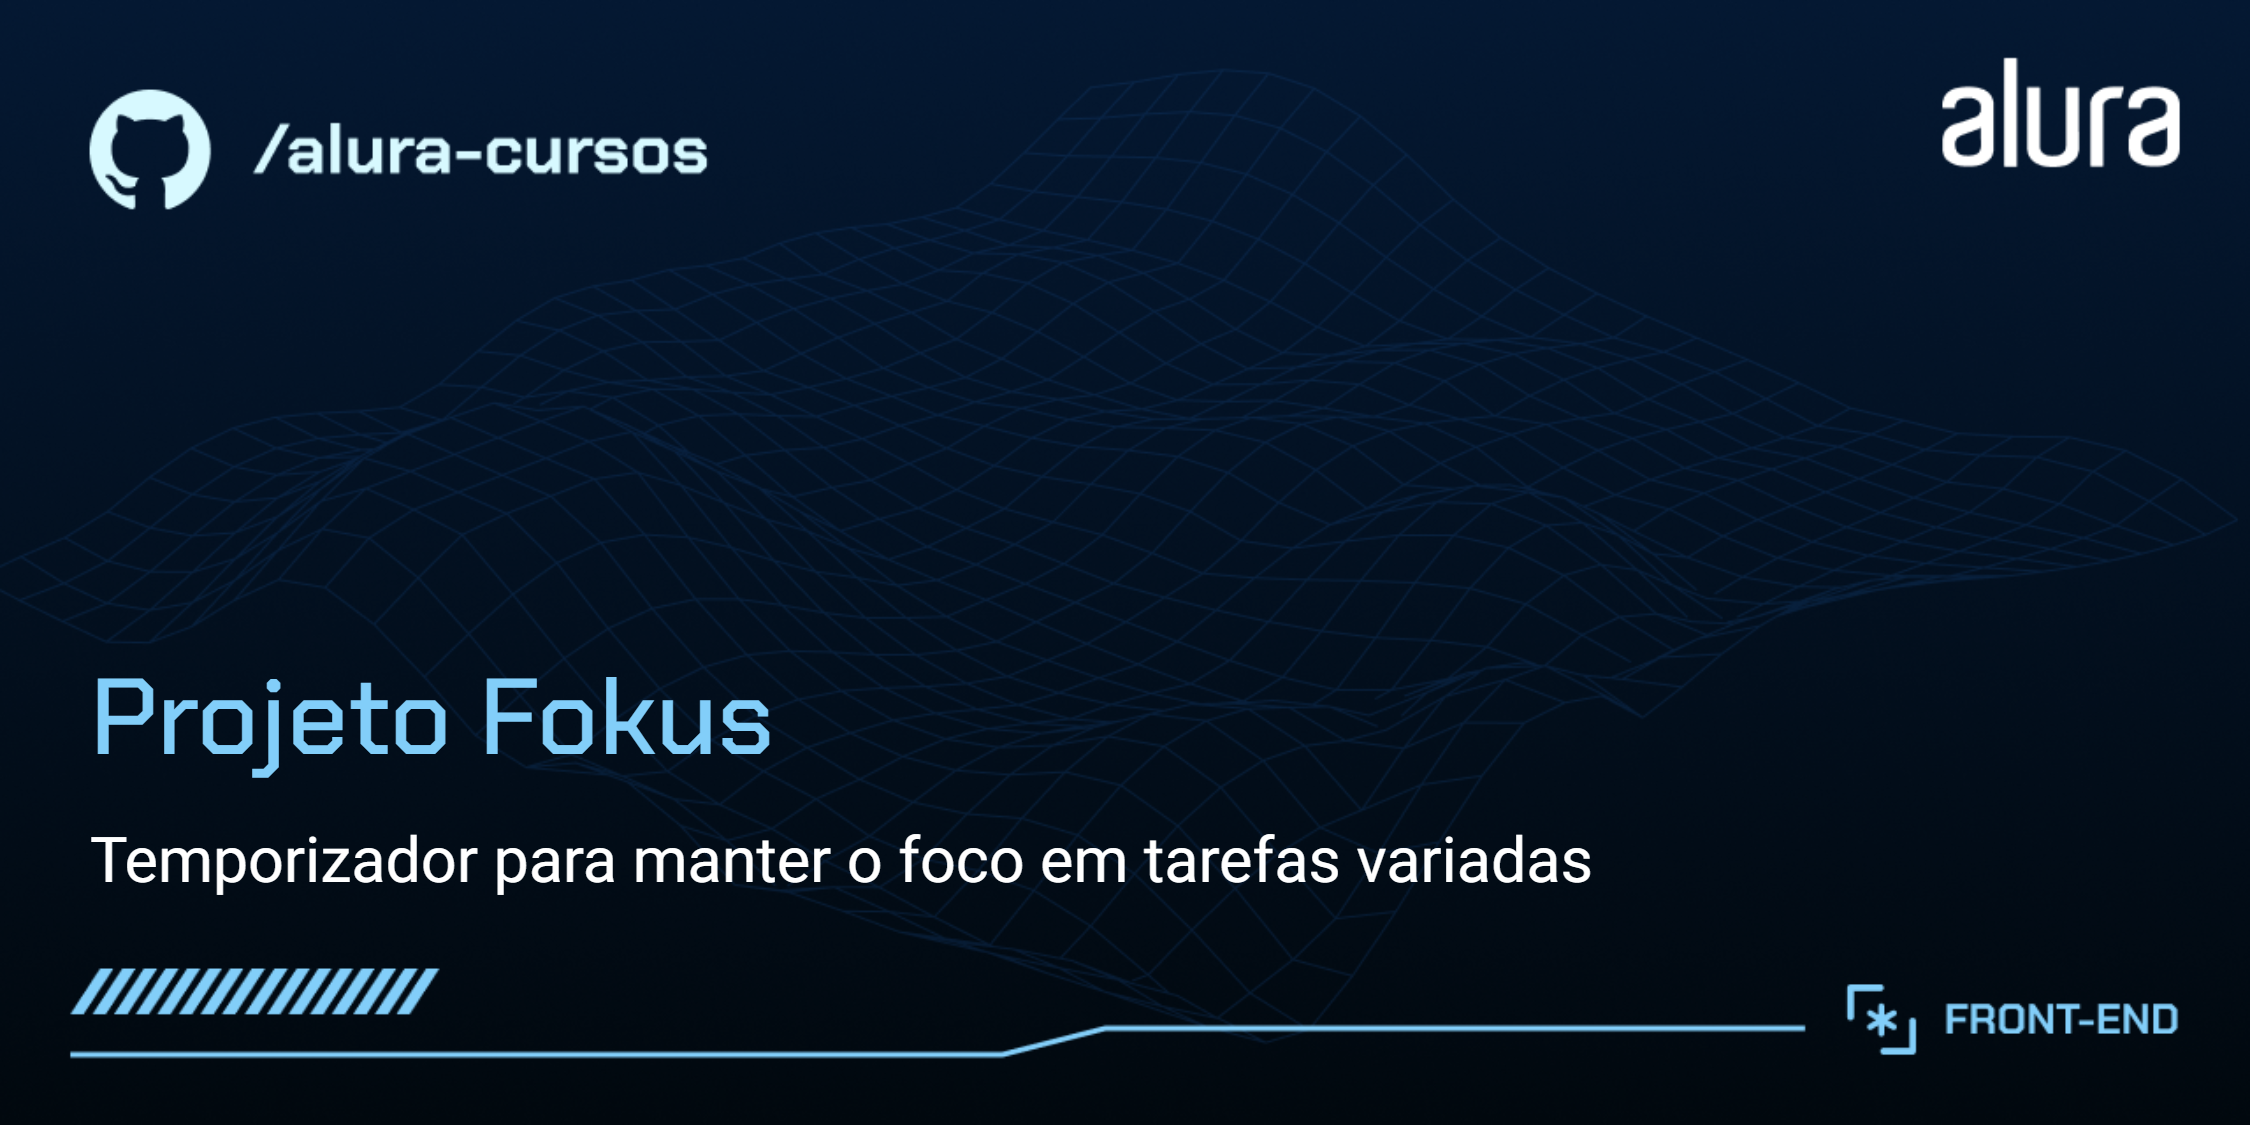 /alura-cursos
alura
Projeto Fokus
Temporizador para manter o foco em tarefas variadas
FRONT-END